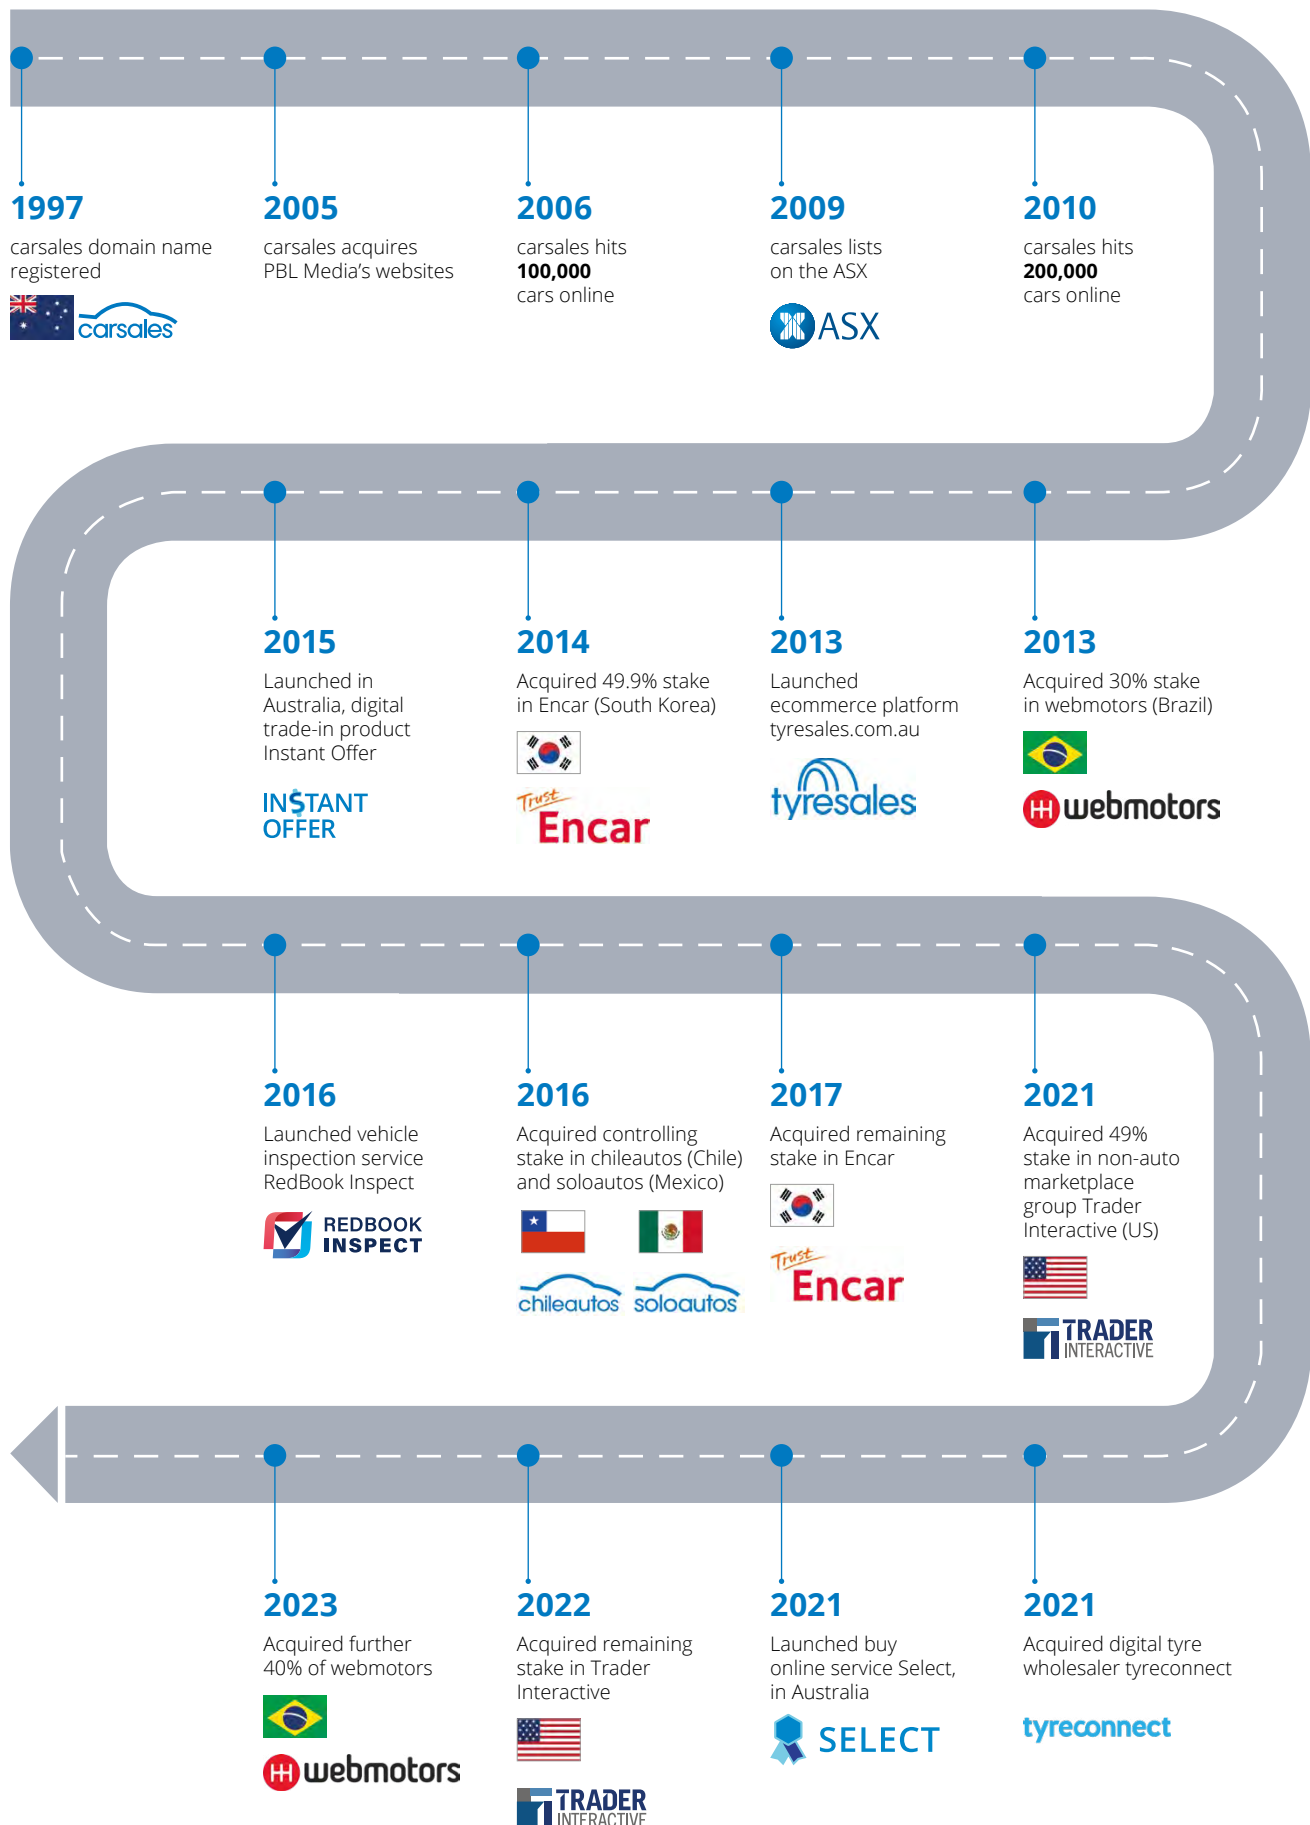 1997
carsales domain name
registered
carsales
2005
carsales acquires
PBL Media’s websites
2006
carsales hits
100,000
cars online
2009
carsales lists
on the ASX
ASX
2010
carsales hits
200,000
cars online
2015
Launched in
Australia, digital
trade-in product
Instant Offer
IN$TANT
OFFER
2014
Acquired 49.9% stake
in Encar (South Korea)
Trust
Encar
2013
Launched
ecommerce platform
tyresales.com.au
tyresales
2013
Acquired 30% stake
in webmotors (Brazil)
webmotors
2016
Launched vehicle
inspection service
RedBook Inspect
REDBOOK
INSPECT
2016
Acquired controlling
stake in chileautos (Chile)
and soloautos (Mexico)
chileautos soloautos
2017
Acquired remaining
stake in Encar
Trust
Encar
2021
Acquired 49%
stake in non-auto
marketplace
group Trader
Interactive (US)
TRADER
INTERACTIVE
2023
Acquired further
40% of webmotors
webmotors
2022
Acquired remaining
stake in Trader
Interactive
TRADER
INTERACTIVE
2021
Launched buy
online service Select,
in Australia
SELECT
2021
Acquired digital tyre
wholesaler tyreconnect
tyreconnect